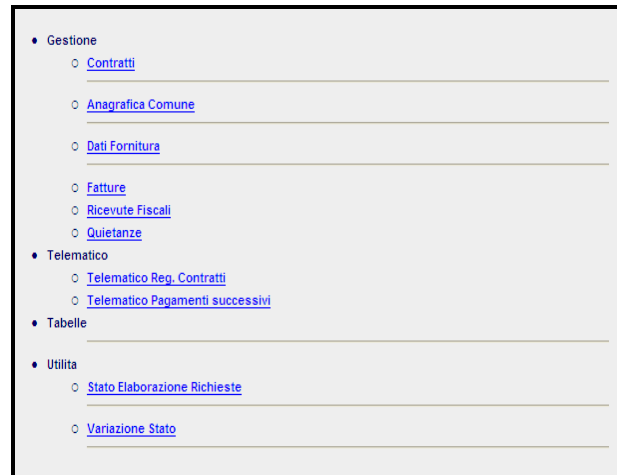 Gestione
Contratti
Anagrafica Comune
Dati Fornitura
Fatture
Ricevute Fiscali
Quietanze
Telematico
Telematico Reg. Contratti
Telematico Pagamenti successivi
Tabelle
Utilita
Stato Elaborazione Richieste
Variazione Stato